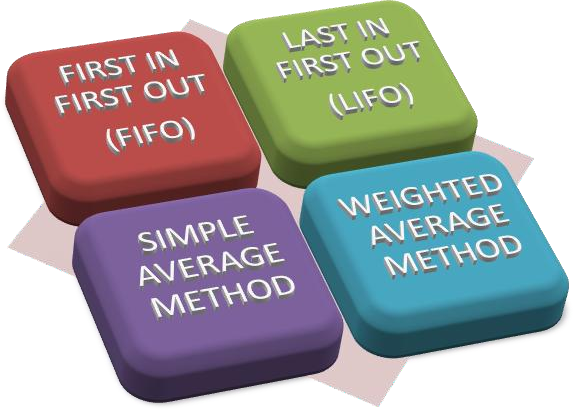 FIRST IN
FIRST OUT
(FIFO)
LAST IN
FIRST OUT
(LIFO)
SIMPLE
AVERAGE
METHOD
WEIGHTED
AVERAGE
METHOD